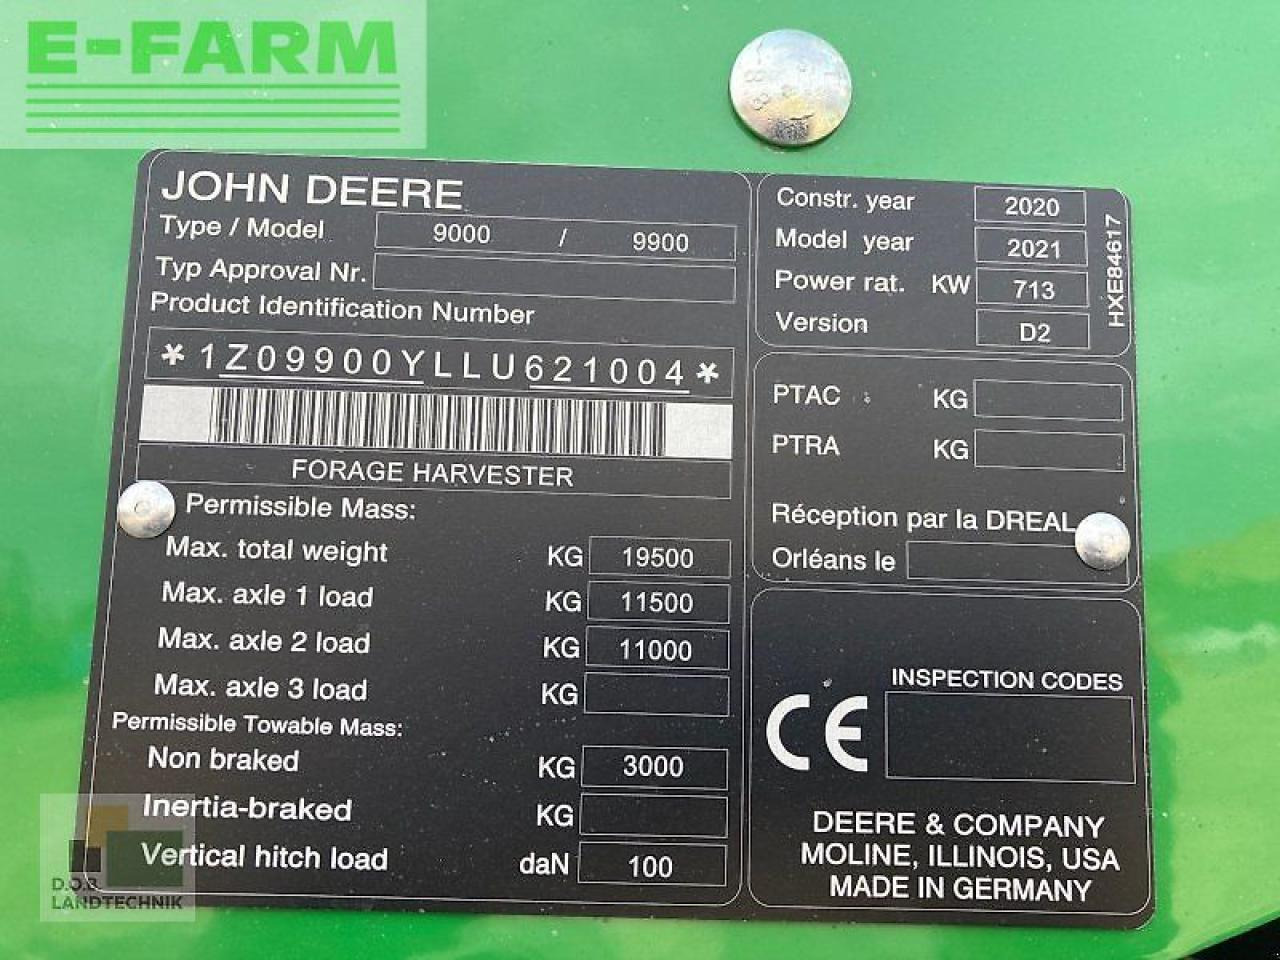 E-FARM
JOHN DEERE
Type / Model 9000 / 9900
Typ Approval Nr.
Product Identification Number
*1Z09900YLLU621004*
FORAGE HARVESTER
Permissible Mass:
Max. total weight KG 19500
Max. axle 1 load KG 11500
Max. axle 2 load KG 11000
Max. axle 3 load KG
Permissible Towable Mass:
Non braked KG 3000
Inertia-braked KG
Vertical hitch load daN 100
Constr. year 2020
Model year 2021
Power rat. KW 713
Version D2
HXE84617
PTAC : KG
PTRA KG
Réception par la DREAL
Orléans le
CE
INSPECTION CODES
DEERE & COMPANY
MOLINE, ILLINOIS, USA
MADE IN GERMANY
LANDTECHNIK